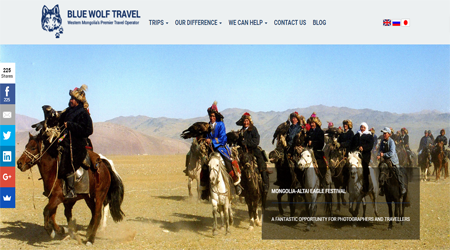 BLUE WOLF TRAVEL
Western Mongolia's Premier Travel Operator
TRIPS OUR DIFFERENCE WE CAN HELP CONTACT US BLOG
225
Shares
225
MONGOLIA-ALTAI EAGLE FESTIVAL
A FANTASTIC OPPORTUNITY FOR PHOTOGRAPHERS AND TRAVELLERS